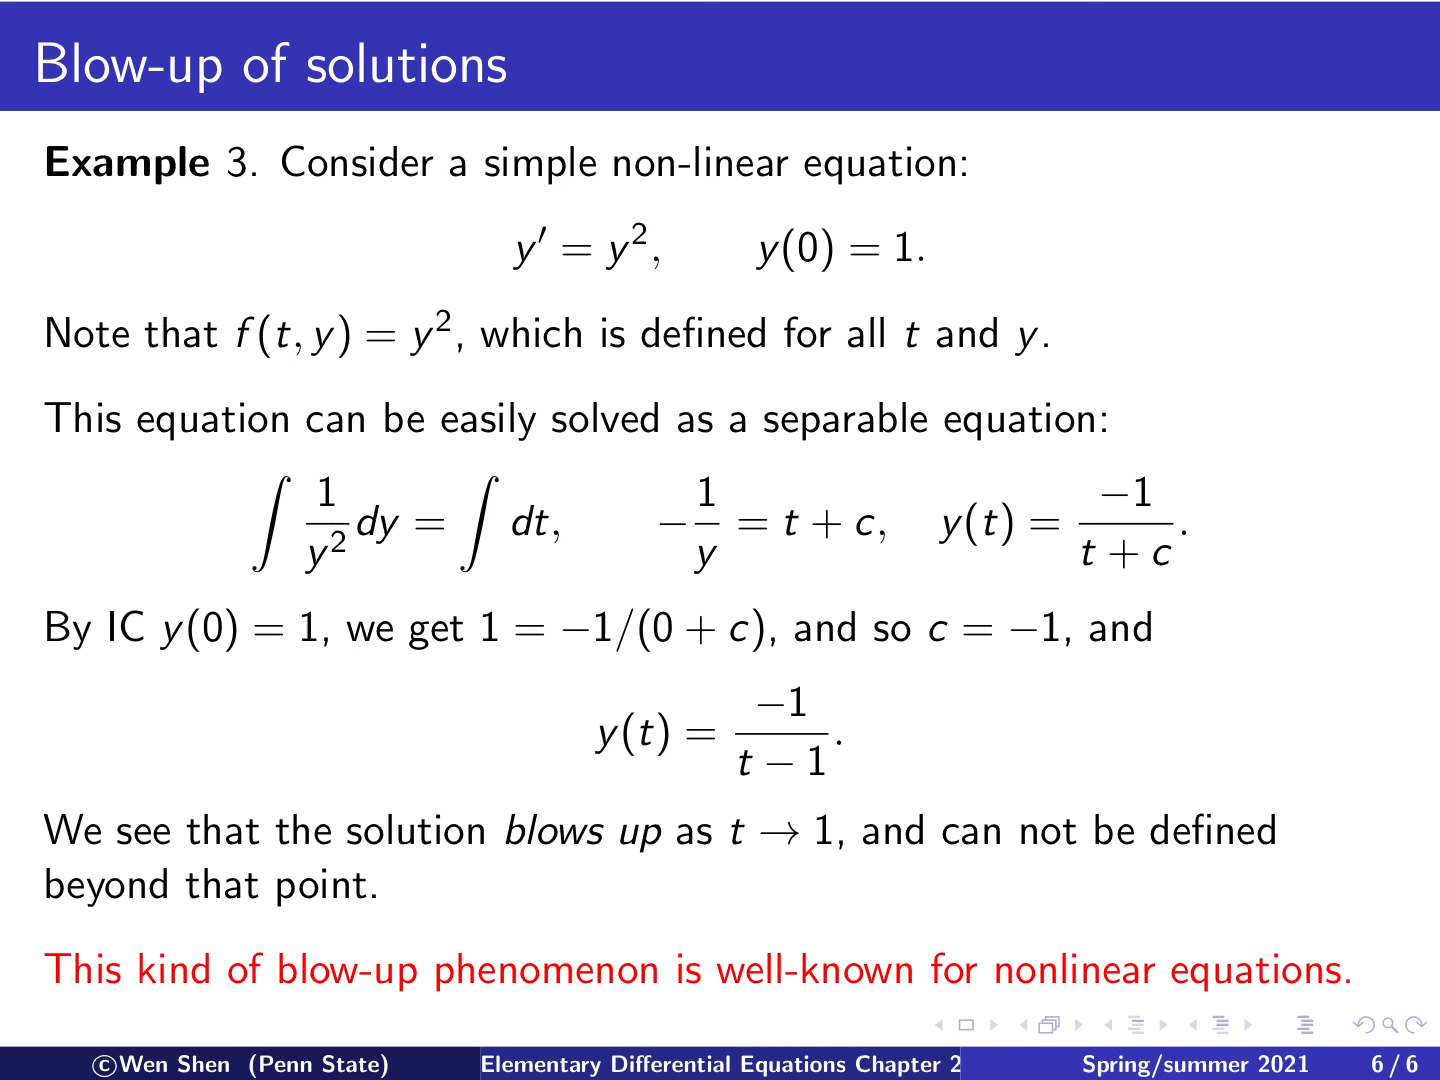 Blow-up of solutions
Example 3. Consider a simple non-linear equation:
y′ = y², y(0) = 1.
Note that f(t, y) = y², which is defined for all t and y.
This equation can be easily solved as a separable equation:
∫ 1/y² dy = ∫ dt, −1/y = t + c, y(t) = −1/(t + c).
By IC y(0) = 1, we get 1 = −1/(0 + c), and so c = −1, and
y(t) = −1/(t − 1).
We see that the solution blows up as t → 1, and can not be defined
beyond that point.
This kind of blow-up phenomenon is well-known for nonlinear equations.
©Wen Shen (Penn State) Elementary Differential Equations Chapter 2 Spring/summer 2021 6 / 6